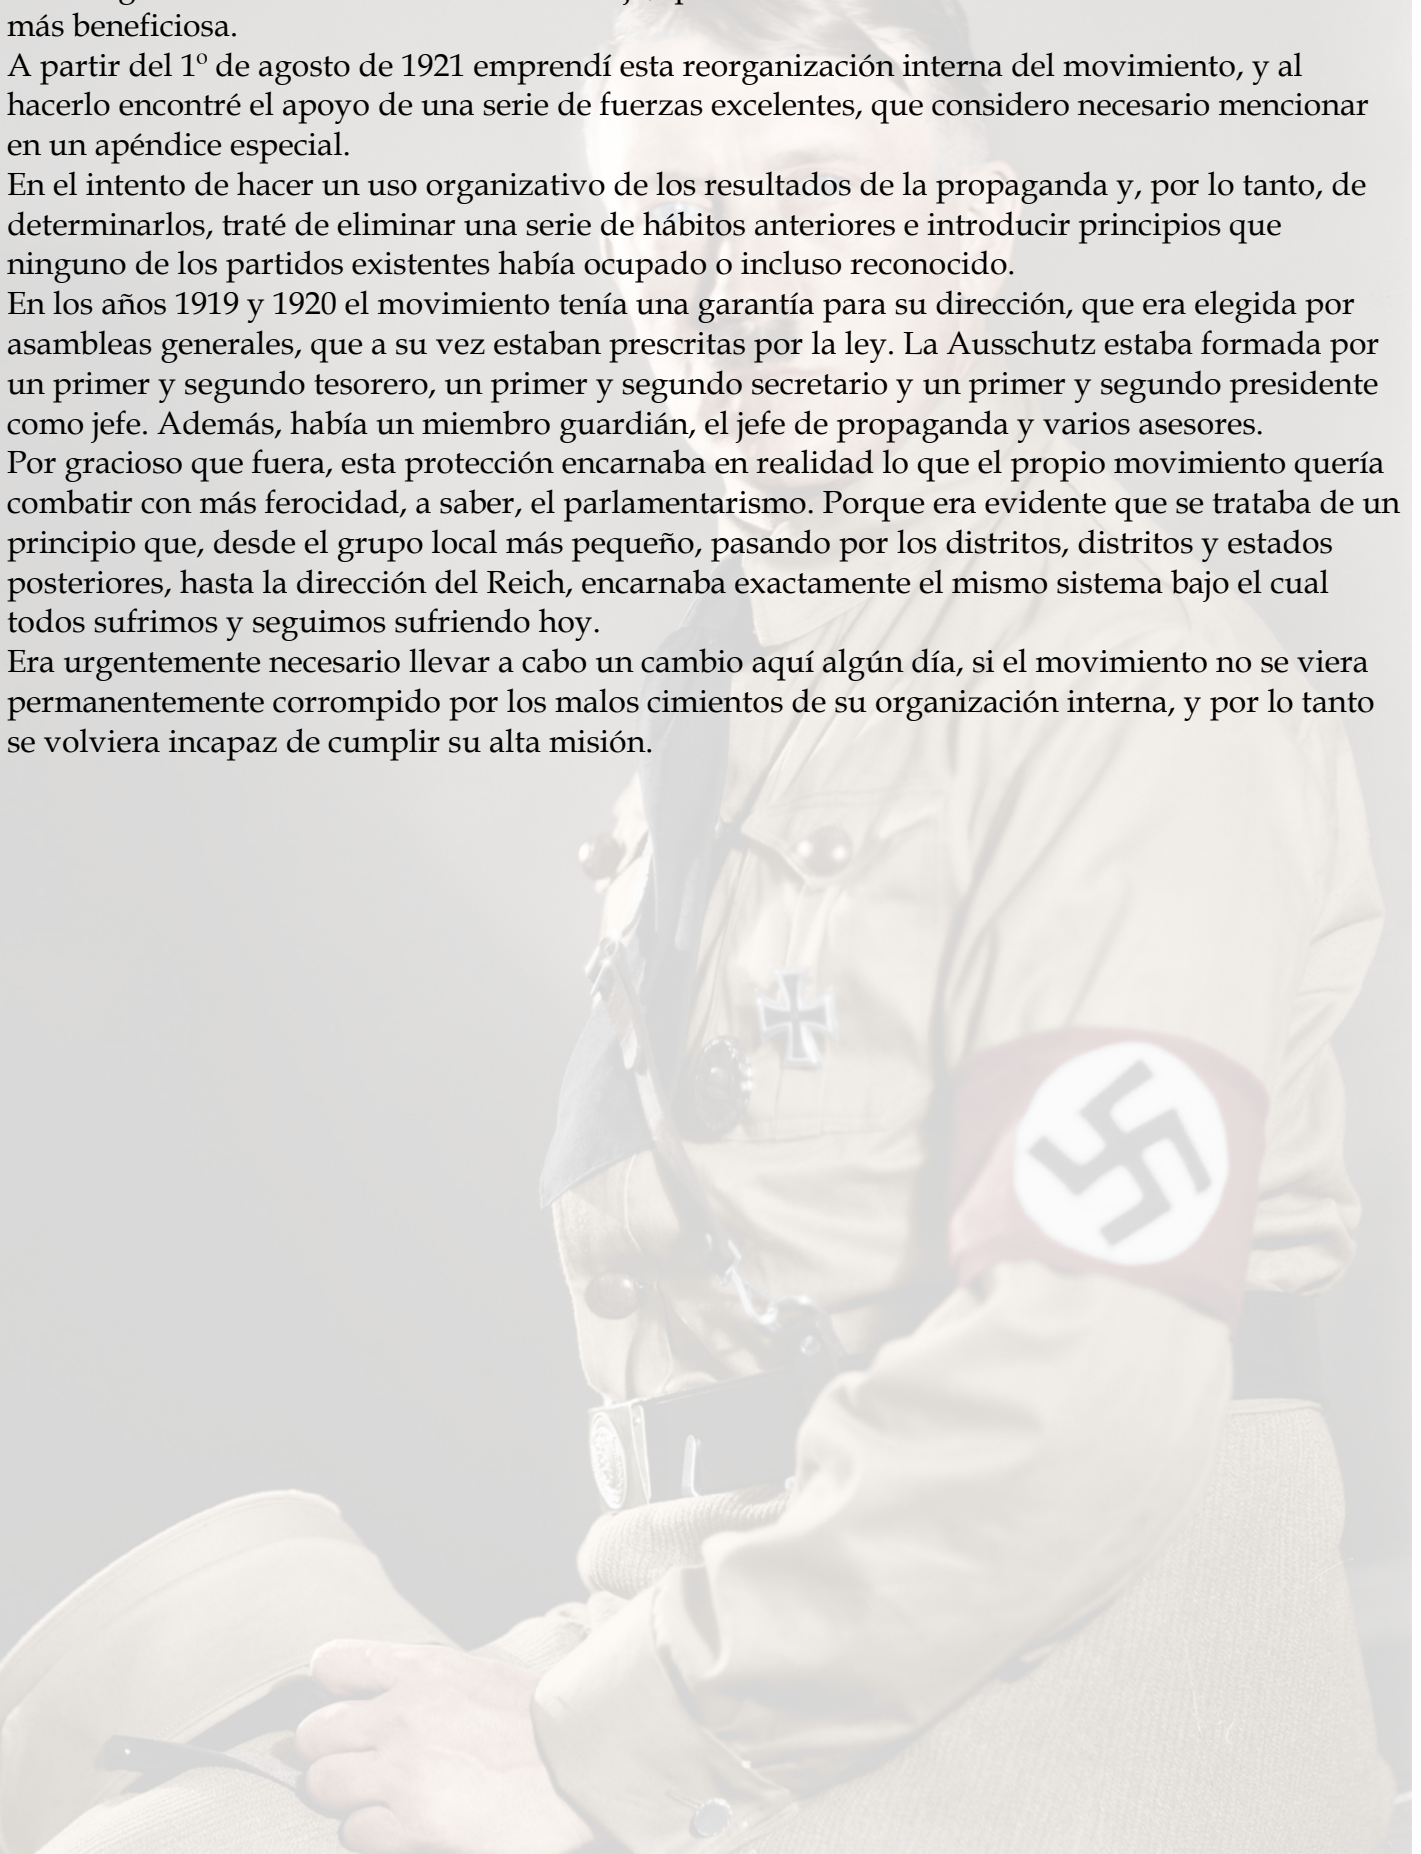 más beneficiosa.
A partir del 1º de agosto de 1921 emprendí esta reorganización interna del movimiento, y al
hacerlo encontré el apoyo de una serie de fuerzas excelentes, que considero necesario mencionar
en un apéndice especial.
En el intento de hacer un uso organizativo de los resultados de la propaganda y, por lo tanto, de
determinarlos, traté de eliminar una serie de hábitos anteriores e introducir principios que
ninguno de los partidos existentes había ocupado o incluso reconocido.
En los años 1919 y 1920 el movimiento tenía una garantía para su dirección, que era elegida por
asambleas generales, que a su vez estaban prescritas por la ley. La Ausschutz estaba formada por
un primer y segundo tesorero, un primer y segundo secretario y un primer y segundo presidente
como jefe. Además, había un miembro guardián, el jefe de propaganda y varios asesores.
Por gracioso que fuera, esta protección encarnaba en realidad lo que el propio movimiento quería
combatir con más ferocidad, a saber, el parlamentarismo. Porque era evidente que se trataba de un
principio que, desde el grupo local más pequeño, pasando por los distritos, distritos y estados
posteriores, hasta la dirección del Reich, encarnaba exactamente el mismo sistema bajo el cual
todos sufrimos y seguimos sufriendo hoy.
Era urgentemente necesario llevar a cabo un cambio aquí algún día, si el movimiento no se viera
permanentemente corrompido por los malos cimientos de su organización interna, y por lo tanto
se volviera incapaz de cumplir su alta misión.